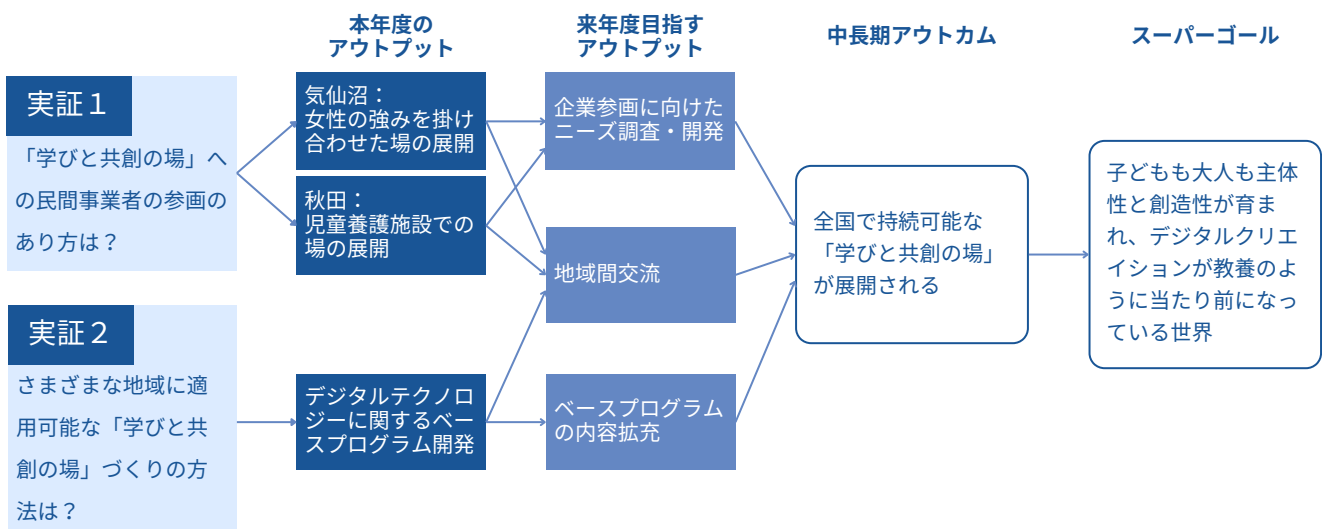 本年度の
アウトプット
来年度目指す
アウトプット
中長期アウトカム
スーパーゴール
実証１
「学びと共創の場」へ
の民間事業者の参画の
あり方は？
実証２
さまざまな地域に適
用可能な「学びと共
創の場」づくりの方
法は？
気仙沼：
女性の強みを掛け
合わせた場の展開
秋田：
児童養護施設での
場の展開
デジタルテクノロ
ジーに関するベー
スプログラム開発
企業参画に向けた
ニーズ調査・開発
地域間交流
ベースプログラム
の内容拡充
全国で持続可能な
「学びと共創の場」
が展開される
子どもも大人も主体
性と創造性が育ま
れ、デジタルクリエ
イションが教養のよ
うに当たり前になっ
ている世界